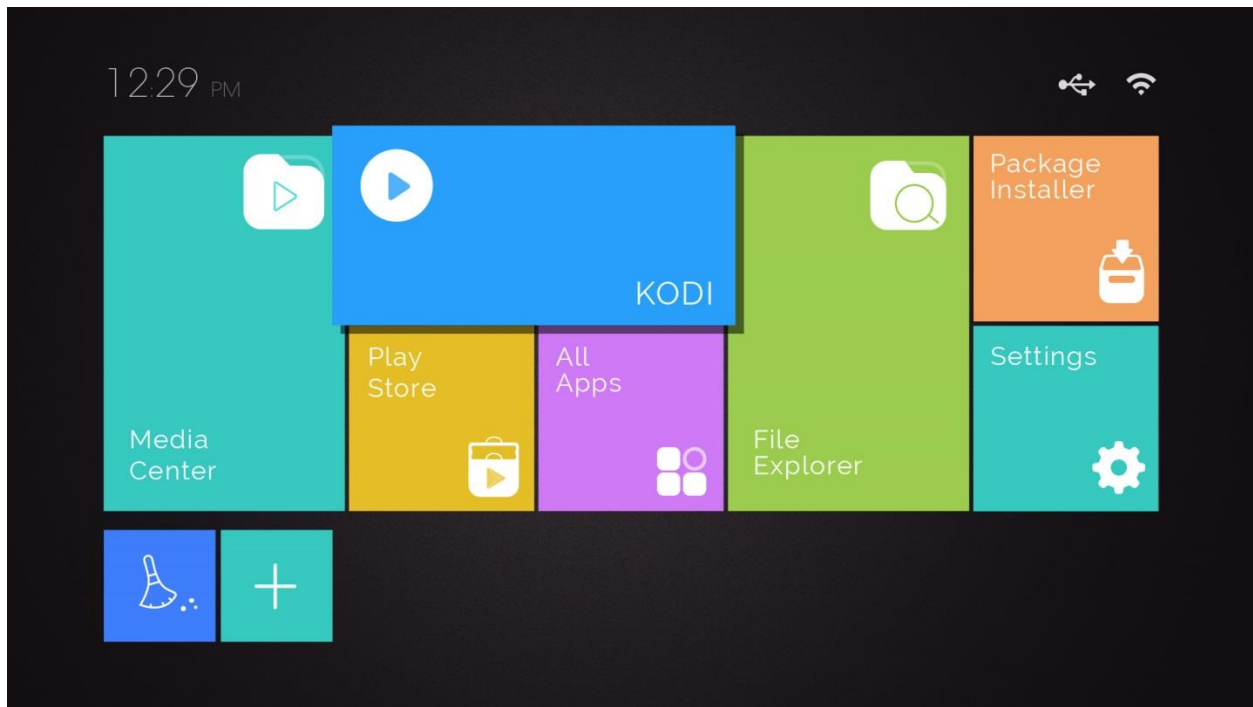 12:29 PM
Media
Center
KODI
Play
Store
All
Apps
File
Explorer
Package
Installer
Settings